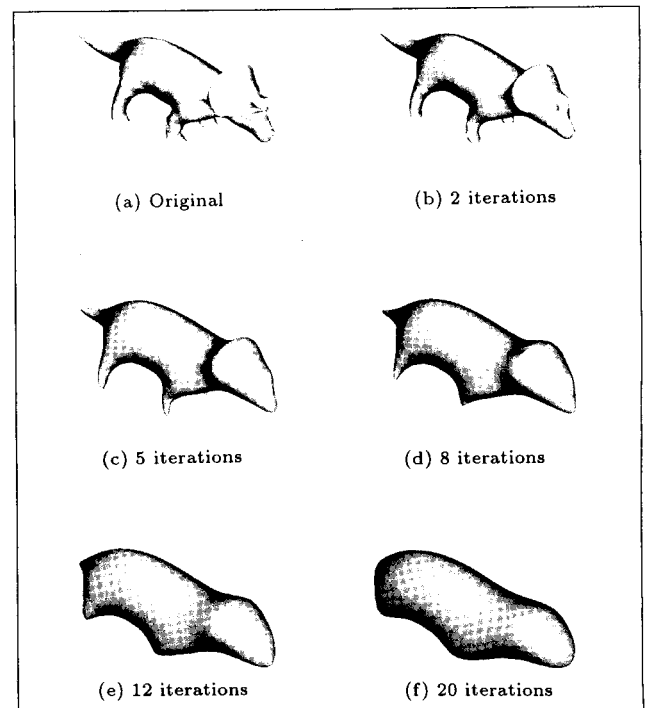 (a) Original
(b) 2 iterations
(c) 5 iterations
(d) 8 iterations
(e) 12 iterations
(f) 20 iterations